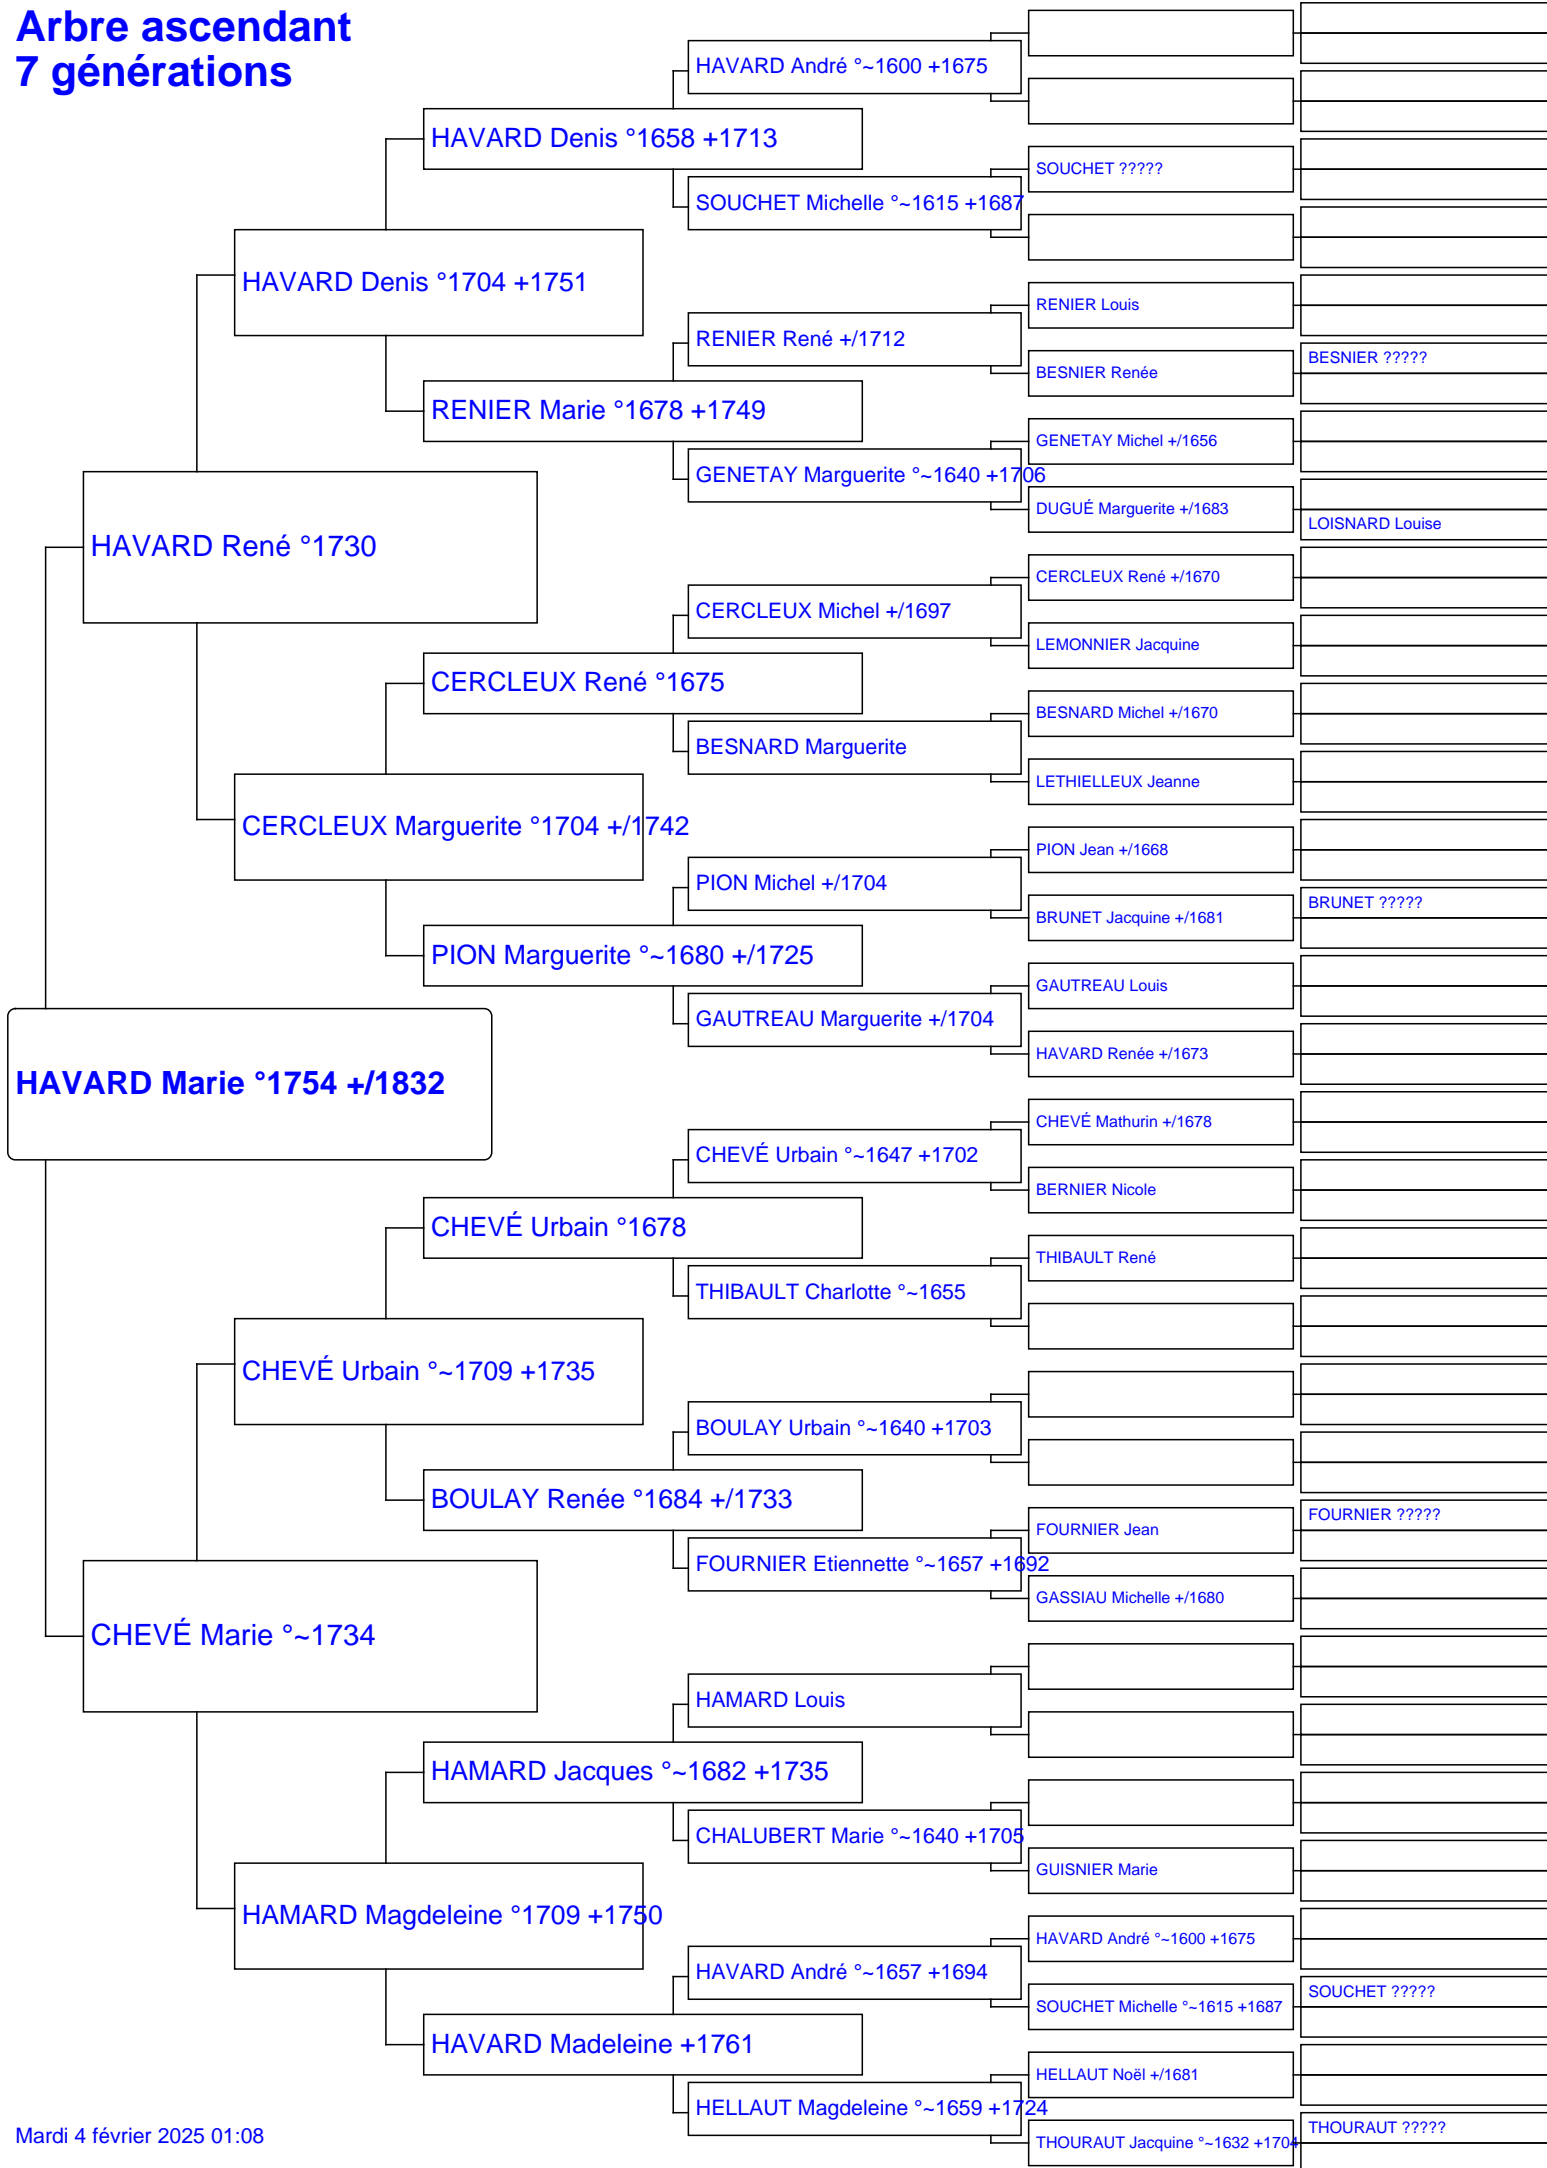 Arbre ascendant
7 générations
HAVARD André °~1600 +1675
HAVARD Denis °1658 +1713
SOUCHET ?????
SOUCHET Michelle °~1615 +1687
HAVARD Denis °1704 +1751
RENIER Louis
RENIER René +/1712
BESNIER ?????
BESNIER Renée
RENIER Marie °1678 +1749
GENETAY Michel +/1656
GENETAY Marguerite °~1640 +1706
DUGUÉ Marguerite +/1683
LOISNARD Louise
HAVARD René °1730
CERCLEUX René +/1670
CERCLEUX Michel +/1697
LEMONNIER Jacquine
CERCLEUX René °1675
BESNARD Michel +/1670
BESNARD Marguerite
LETHIELLEUX Jeanne
CERCLEUX Marguerite °1704 +/1742
PION Jean +/1668
PION Michel +/1704
BRUNET ?????
BRUNET Jacquine +/1681
PION Marguerite °~1680 +/1725
GAUTREAU Louis
GAUTREAU Marguerite +/1704
HAVARD Renée +/1673
HAVARD Marie °1754 +/1832
CHEVÉ Mathurin +/1678
CHEVÉ Urbain °~1647 +1702
BERNIER Nicole
CHEVÉ Urbain °1678
THIBAULT René
THIBAULT Charlotte °~1655
CHEVÉ Urbain °~1709 +1735
BOULAY Urbain °~1640 +1703
BOULAY Renée °1684 +/1733
FOURNIER ?????
FOURNIER Jean
FOURNIER Etiennette °~1657 +1692
GASSIAU Michelle +/1680
CHEVÉ Marie °~1734
HAMARD Louis
HAMARD Jacques °~1682 +1735
CHALUBERT Marie °~1640 +1705
GUISNIER Marie
HAMARD Magdeleine °1709 +1750
HAVARD André °~1600 +1675
HAVARD André °~1657 +1694
SOUCHET ?????
SOUCHET Michelle °~1615 +1687
HAVARD Madeleine +1761
HELLAUT Noël +/1681
HELLAUT Magdeleine °~1659 +1724
THOURAUT ?????
THOURAUT Jacquine °~1632 +1704
Mardi 4 février 2025 01:08